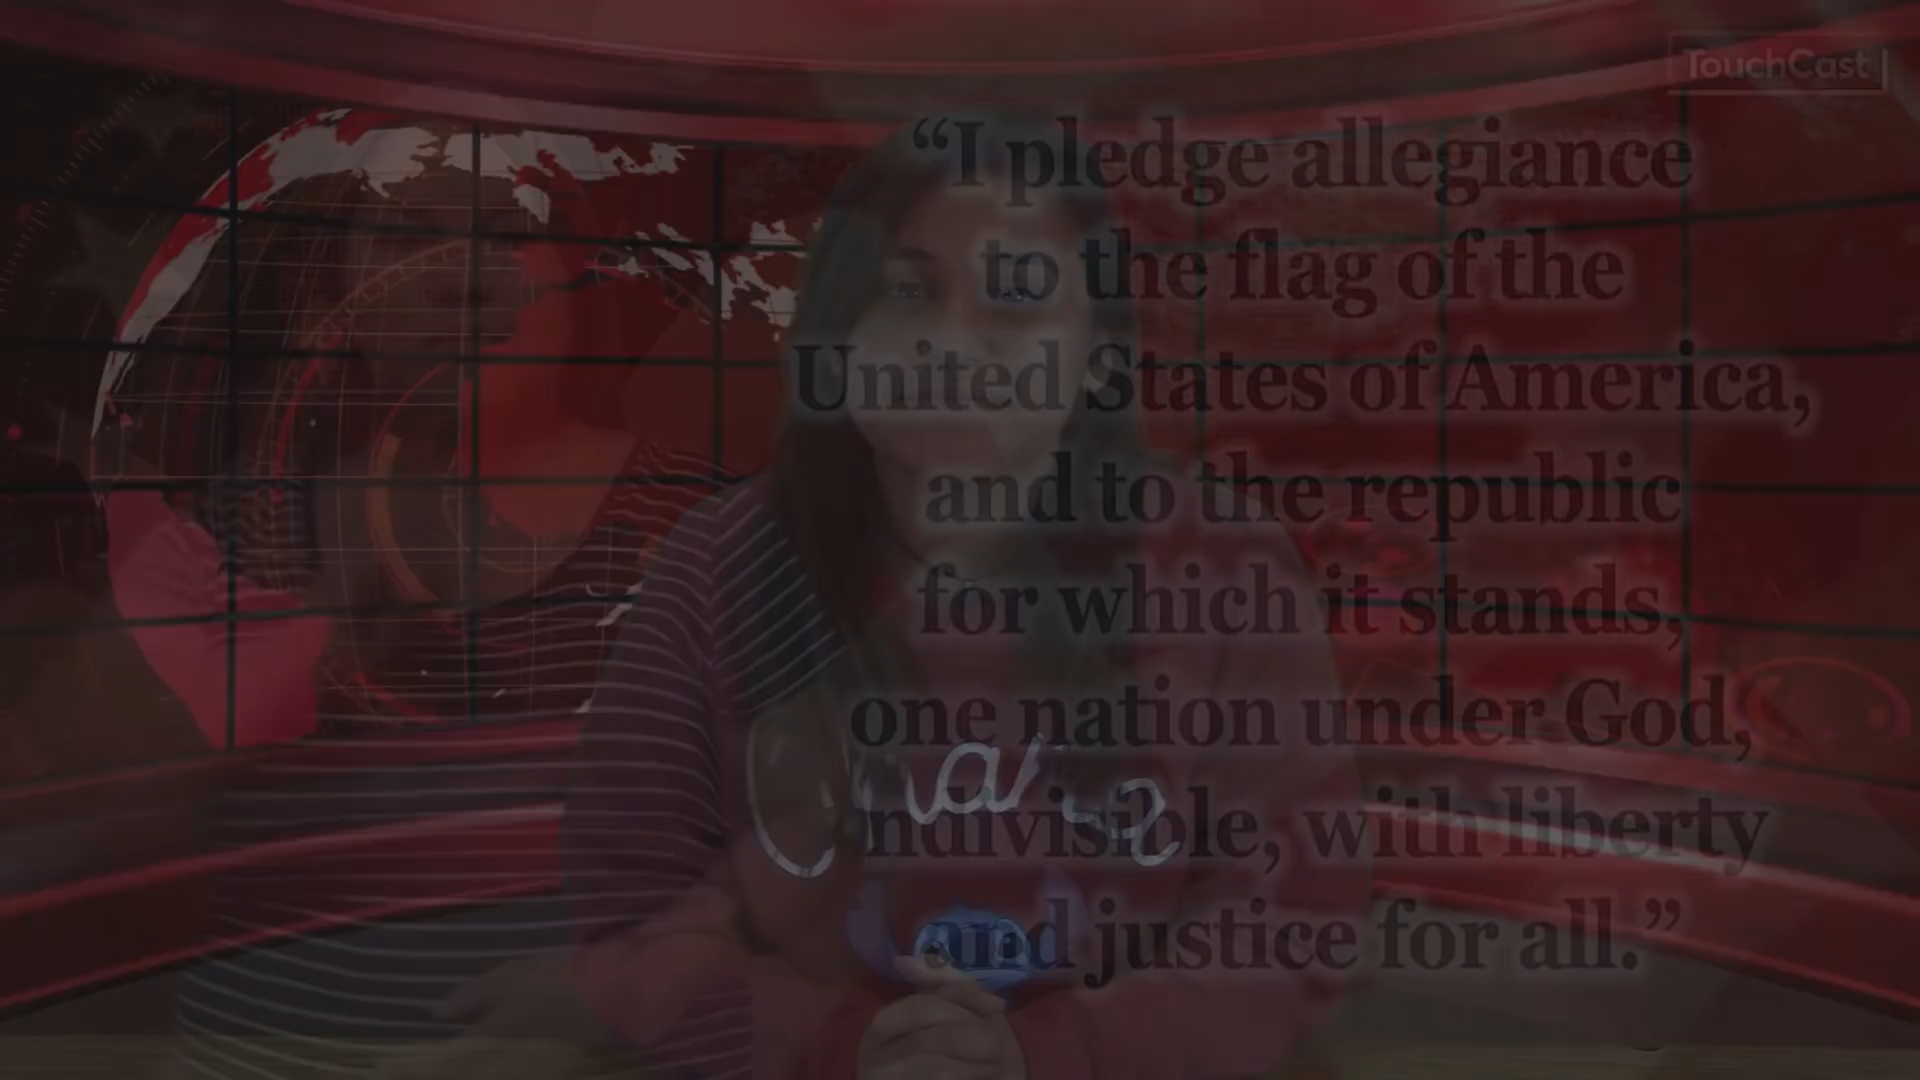 TouchCast
“I pledge allegiance
to the flag of the
United States of America,
and to the republic
for which it stands,
one nation under God,
indivisible, with liberty
and justice for all.”